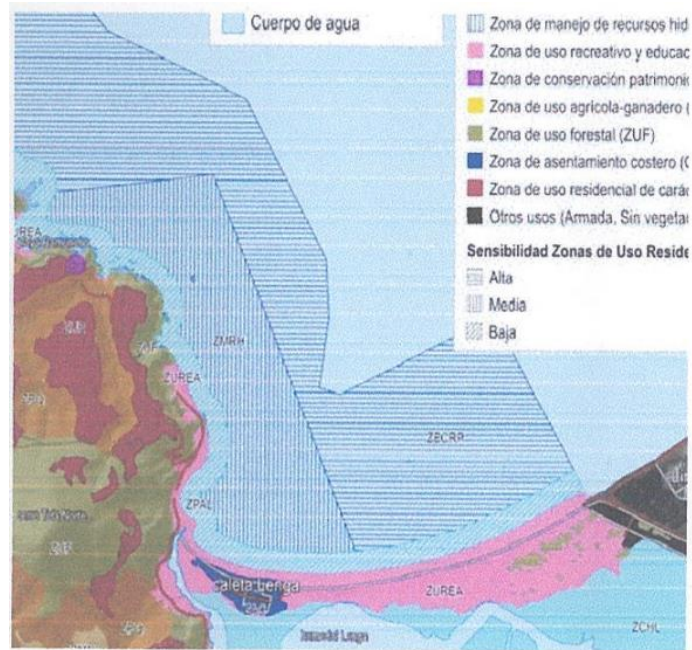 Cuerpo de agua
Zona de manejo de recursos hid
Zona de uso recreativo y educac
Zona de conservación patrimoni
Zona de uso agrícola-ganadero (
Zona de uso forestal (ZUF)
Zona de asentamiento costero (
Zona de uso residencial de cará
Otros usos (Armada, Sin vegeta
Sensibilidad Zonas de Uso Reside
Alta
Media
Baja
UREA
ZMRH
ZUREA
ZECRP
ZPAL
ZUF
caleta Lenga
ZUREA
ZCHL